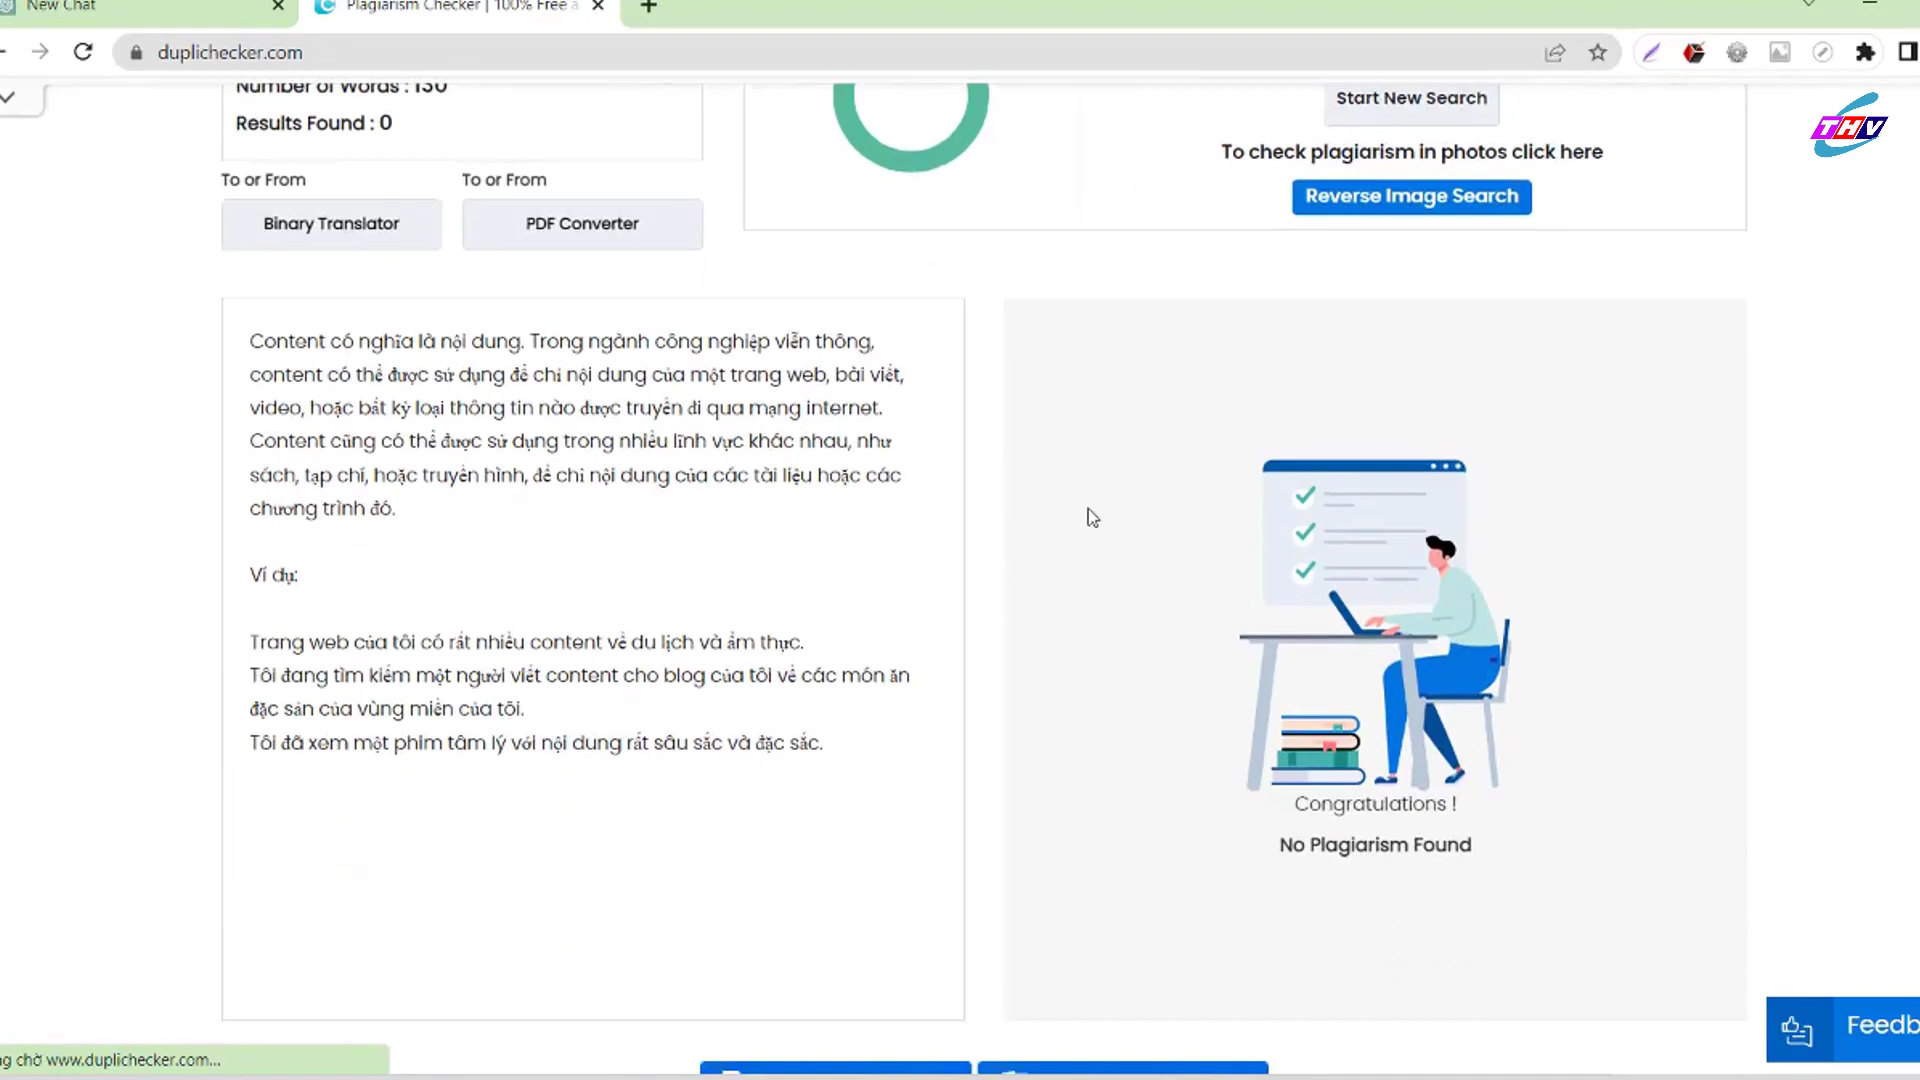 New Chat
Plagiarism Checker | 100% Free a
duplichecker.com
Number of Words : 130
Results Found : 0
Start New Search
To check plagiarism in photos click here
Reverse Image Search
THV
To or From
To or From
Binary Translator
PDF Converter
Content có nghĩa là nội dung. Trong ngành công nghiệp viễn thông,
content có thể được sử dụng để chỉ nội dung của một trang web, bài viết,
video, hoặc bất kỳ loại thông tin nào được truyền đi qua mạng internet.
Content cũng có thể được sử dụng trong nhiều lĩnh vực khác nhau, như
sách, tạp chí, hoặc truyền hình, để chỉ nội dung của các tài liệu hoặc các
chương trình đó.
Ví dụ:
Trang web của tôi có rất nhiều content về du lịch và ẩm thực.
Tôi đang tìm kiếm một người viết content cho blog của tôi về các món ăn
đặc sản của vùng miền của tôi.
Tôi đã xem một phim tâm lý với nội dung rất sâu sắc và đặc sắc.
Congratulations !
No Plagiarism Found
Feedb
ng chờ www.duplichecker.com...